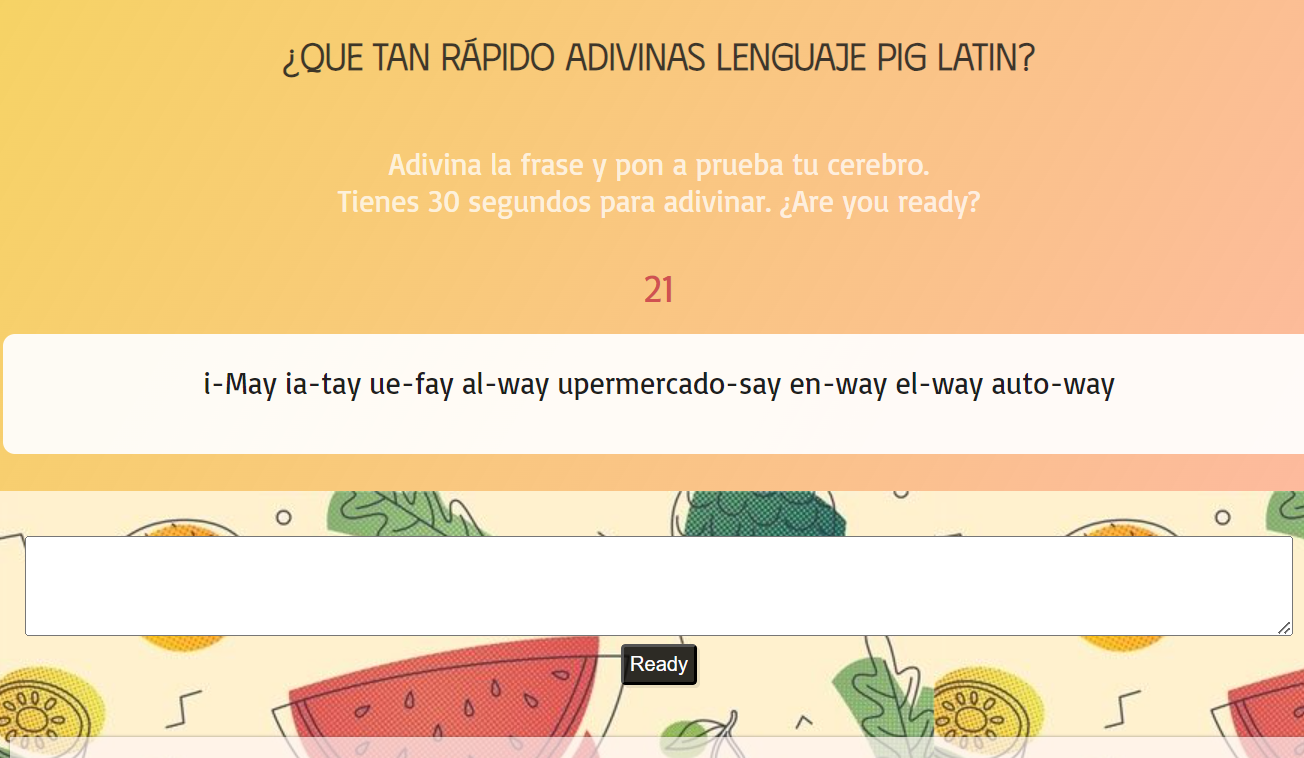 ¿QUE TAN RÁPIDO ADIVINAS LENGUAJE PIG LATIN?
Adivina la frase y pon a prueba tu cerebro.
Tienes 30 segundos para adivinar. ¿Are you ready?
21
i-May ia-tay ue-fay al-way upermercado-say en-way el-way auto-way
Ready